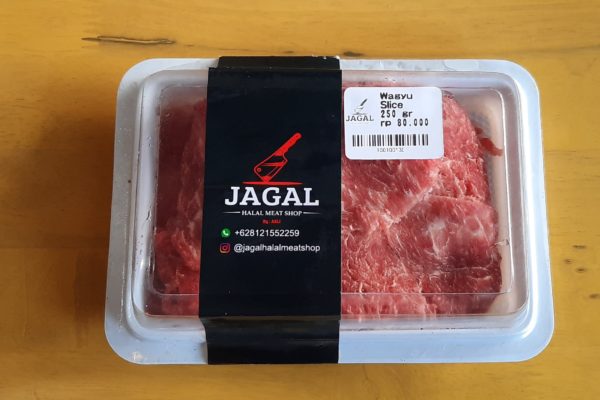 JAGAL
HALAL MEAT SHOP
+628121552259
@jagalhalalmeatshop
JAGAL
Wagyu
Slice
250 gr
rp 80.000